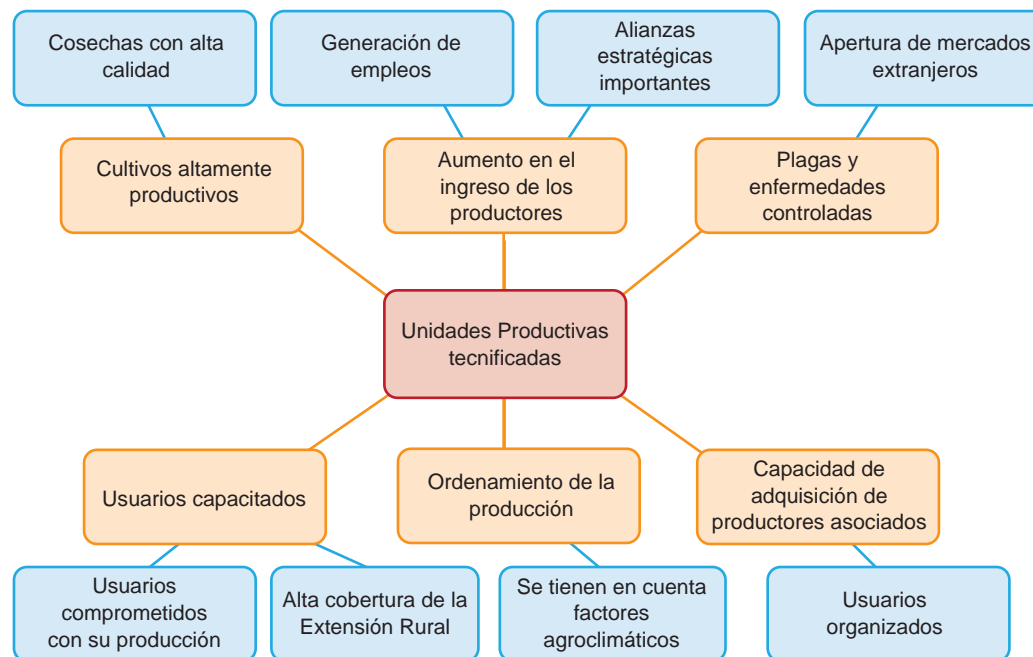 Cosechas con alta
calidad
Generación de
empleos
Alianzas
estratégicas
importantes
Apertura de mercados
extranjeros
Cultivos altamente
productivos
Aumento en el
ingreso de los
productores
Plagas y
enfermedades
controladas
Unidades Productivas
tecnificadas
Usuarios capacitados
Ordenamiento de la
producción
Capacidad de
adquisición de
productores asociados
Usuarios
comprometidos
con su producción
Alta cobertura de la
Extensión Rural
Se tienen en cuenta
factores
agroclimáticos
Usuarios
organizados